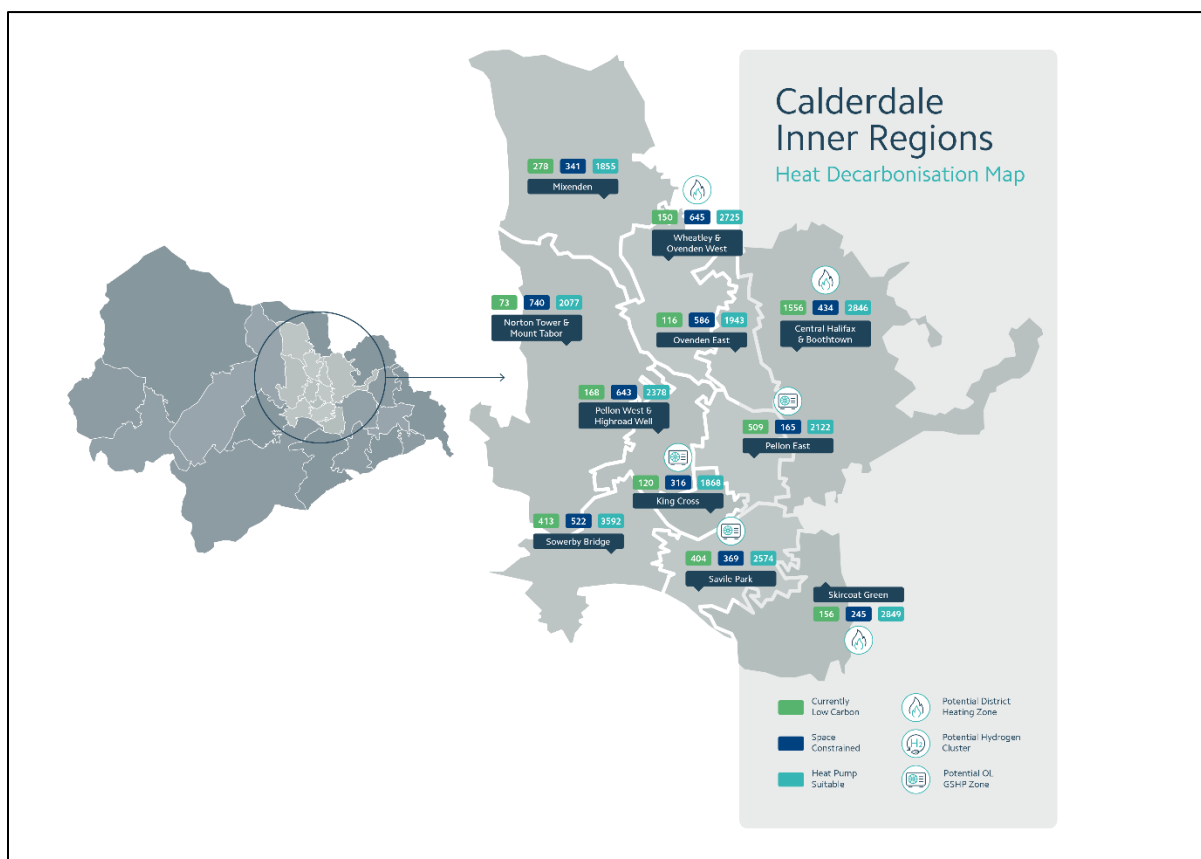 Calderdale
Inner Regions
Heat Decarbonisation Map
278 341 1855
Mixenden
150 645 2725
Wheatley &
Ovenden West
73 740 2077
Norton Tower &
Mount Tabor
116 586 1943
Ovenden East
1556 434 2846
Central Halifax
& Boothtown
168 643 2378
Pellon West &
Highroad Well
509 165 2122
Pellon East
120 316 1868
King Cross
413 522 3592
Sowerby Bridge
404 369 2574
Savile Park
Skircoat Green
156 245 2849
Currently
Low Carbon
Potential District
Heating Zone
Space
Constrained
H2
Potential Hydrogen
Cluster
Heat Pump
Suitable
Potential OL
GSHP Zone